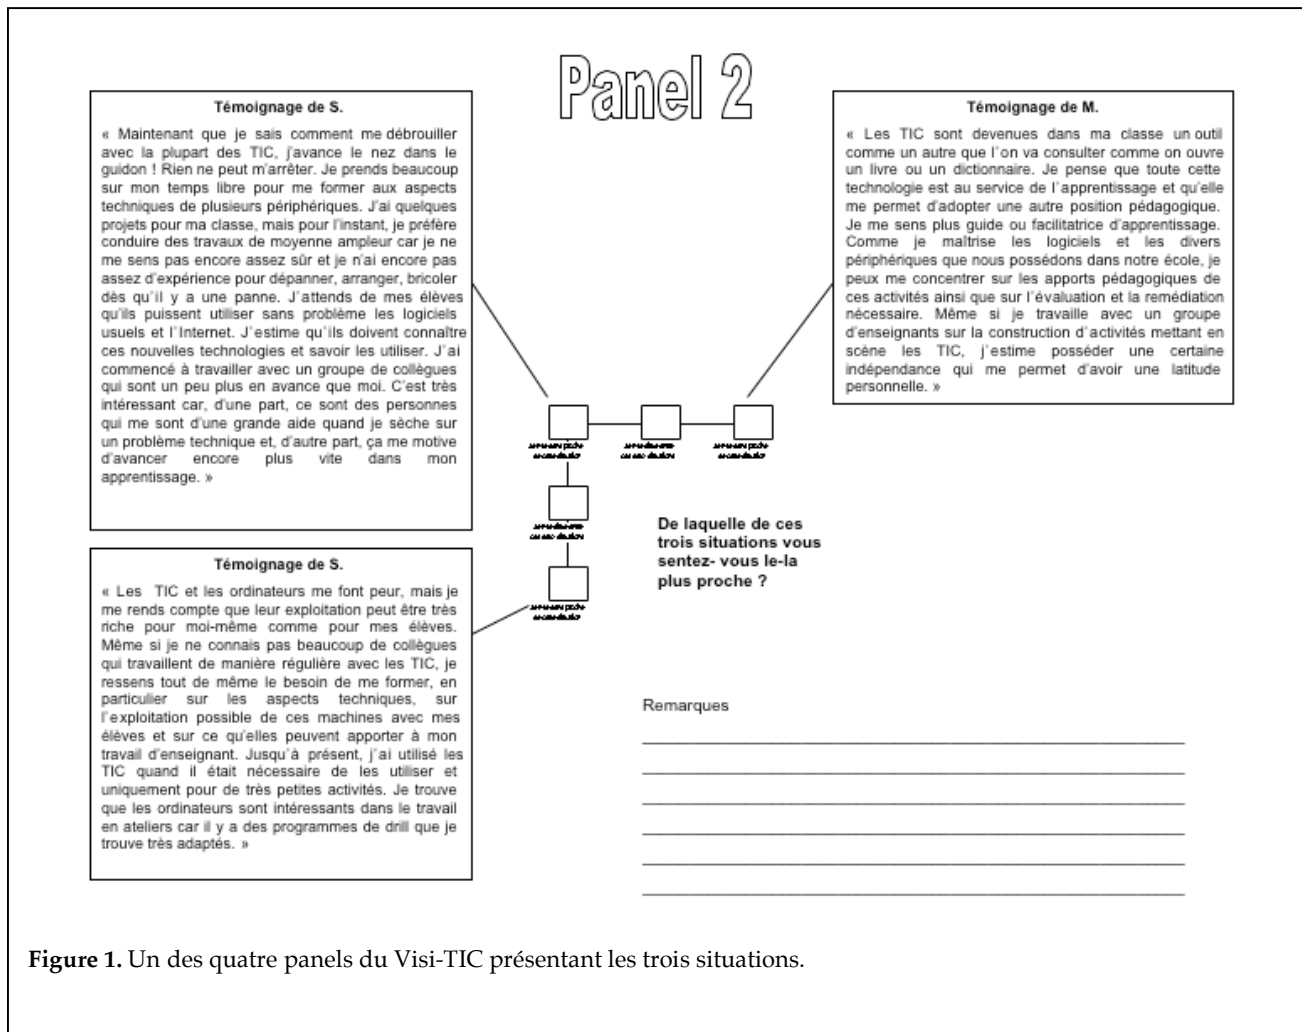 Panel 2
Témoignage de S.
« Maintenant que je sais comment me débrouiller
avec la plupart des TIC, j'avance le nez dans le
guidon ! Rien ne peut m'arrêter. Je prends beaucoup
sur mon temps libre pour me former aux aspects
techniques de plusieurs périphériques. J'ai quelques
projets pour ma classe, mais pour l'instant, je préfère
conduire des travaux de moyenne ampleur car je ne
me sens pas encore assez sûr et je n'ai encore pas
assez d'expérience pour dépanner, arranger, bricoler
dès qu'il y a une panne. J'attends de mes élèves
qu'ils puissent utiliser sans problème les logiciels
usuels et l'Internet. J'estime qu'ils doivent connaître
ces nouvelles technologies et savoir les utiliser. J'ai
commencé à travailler avec un groupe de collègues
qui sont un peu plus en avance que moi. C'est très
intéressant car, d'une part, ce sont des personnes
qui me sont d'une grande aide quand je sèche sur
un problème technique et, d'autre part, ça me motive
d'avancer encore plus vite dans mon
apprentissage. »
Témoignage de M.
« Les TIC sont devenues dans ma classe un outil
comme un autre que l'on va consulter comme on ouvre
un livre ou un dictionnaire. Je pense que toute cette
technologie est au service de l'apprentissage et qu'elle
me permet d'adopter une autre position pédagogique.
Je me sens plus guide ou facilitatrice d'apprentissage.
Comme je maîtrise les logiciels et les divers
périphériques que nous possédons dans notre école, je
peux me concentrer sur les apports pédagogiques de
ces activités ainsi que sur l'évaluation et la remédiation
nécessaire. Même si je travaille avec un groupe
d'enseignants sur la construction d'activités mettant en
scène les TIC, j'estime posséder une certaine
indépendance qui me permet d'avoir une latitude
personnelle. »
Témoignage de S.
« Les TIC et les ordinateurs me font peur, mais je
me rends compte que leur exploitation peut être très
riche pour moi-même comme pour mes élèves.
Même si je ne connais pas beaucoup de collègues
qui travaillent de manière régulière avec les TIC, je
ressens tout de même le besoin de me former, en
particulier sur les aspects techniques, sur
l'exploitation possible de ces machines avec mes
élèves et sur ce qu'elles peuvent apporter à mon
travail d'enseignant. Jusqu'à présent, j'ai utilisé les
TIC quand il était nécessaire de les utiliser et
uniquement pour de très petites activités. Je trouve
que les ordinateurs sont intéressants dans le travail
en ateliers car il y a des programmes de drill que je
trouve très adaptés. »
De laquelle de ces
trois situations vous
sentez- vous le-la
plus proche ?
Remarques
Figure 1. Un des quatre panels du Visi-TIC présentant les trois situations.